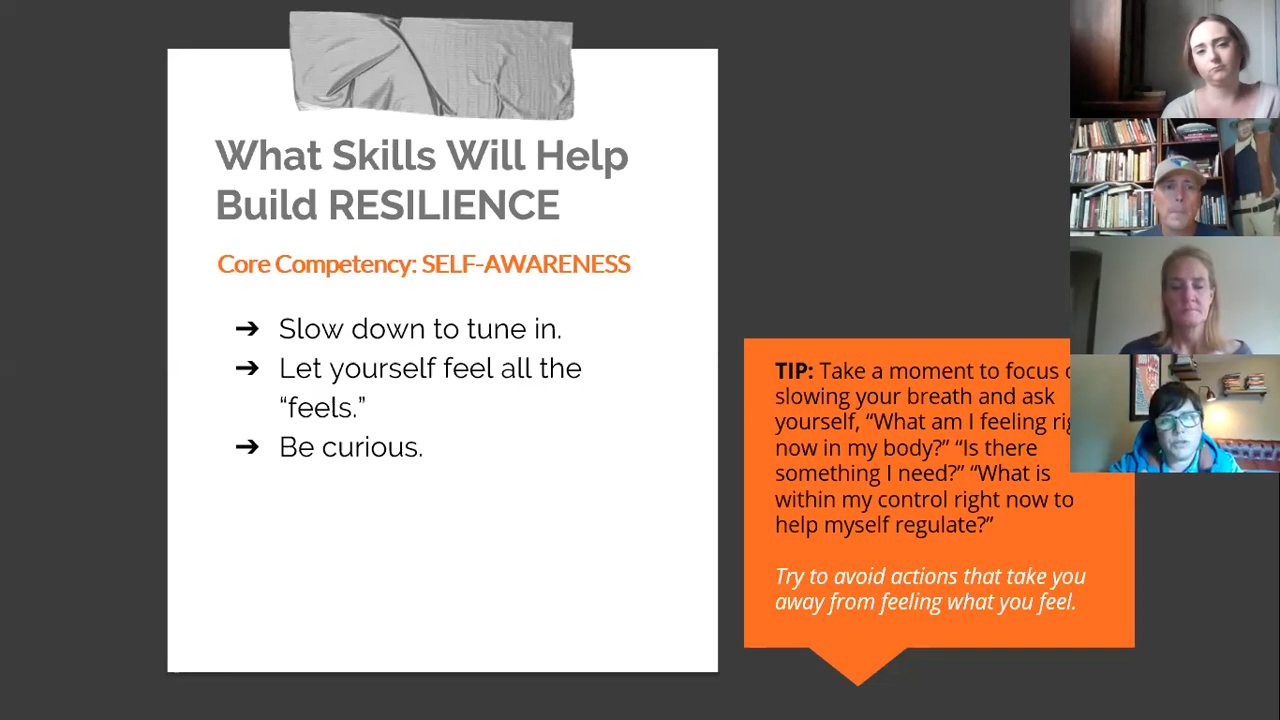 What Skills Will Help
Build RESILIENCE
Core Competency: SELF-AWARENESS
➔ Slow down to tune in.
➔ Let yourself feel all the
“feels.”
➔ Be curious.
TIP: Take a moment to focus
slowing your breath and ask
yourself, “What am I feeling
now in my body?” “Is there
something I need?” “What is
within my control right now to
help myself regulate?”
Try to avoid actions that take you
away from feeling what you feel.